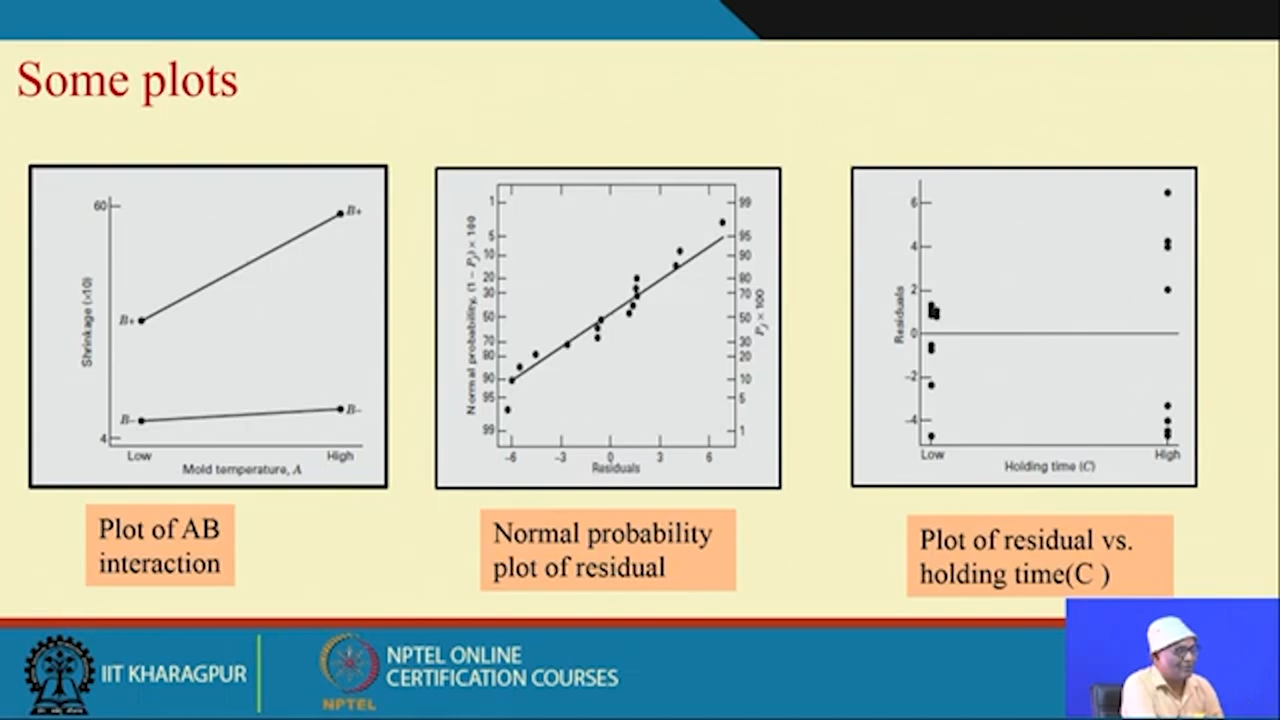 Some plots
60
B+
B+
Shrinkage (×10)
B−
B−
4
Low
High
Mold temperature, A
Normal probability, (1 − Pj) × 100
1
5
10
20
30
50
70
80
90
95
99
99
95
90
80
70
50
30
20
10
5
1
Pj × 100
-6
-3
0
3
6
Residuals
Residuals
6
4
2
0
-2
-4
Low
High
Holding time (C)
Plot of AB
interaction
Normal probability
plot of residual
Plot of residual vs.
holding time(C )
IIT KHARAGPUR
NPTEL
NPTEL ONLINE
CERTIFICATION COURSES